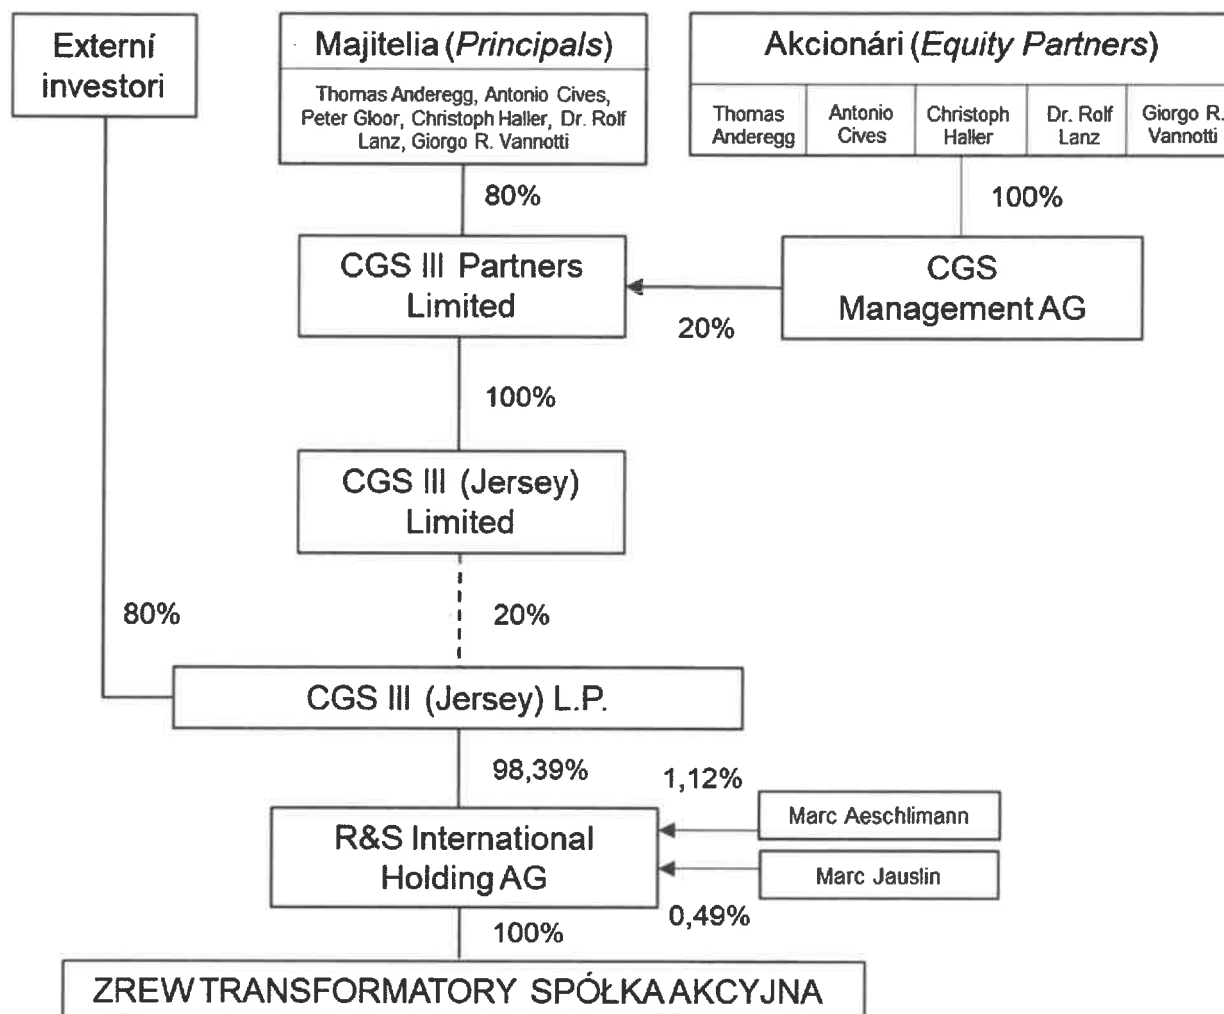 Externí
investori
Majitelia (Principals)
Thomas Anderegg, Antonio Cives,
Peter Gloor, Christoph Haller, Dr. Rolf
Lanz, Giorgo R. Vannotti
Akcionári (Equity Partners)
Thomas
Anderegg
Antonio
Cives
Christoph
Haller
Dr. Rolf
Lanz
Giorgo R.
Vannotti
80%
100%
CGS III Partners
Limited
CGS
Management AG
20%
100%
CGS III (Jersey)
Limited
80%
20%
CGS III (Jersey) L.P.
98,39%
1,12%
R&S International
Holding AG
Marc Aeschlimann
Marc Jauslin
0,49%
100%
ZREW TRANSFORMATORY SPÓŁKA AKCYJNA